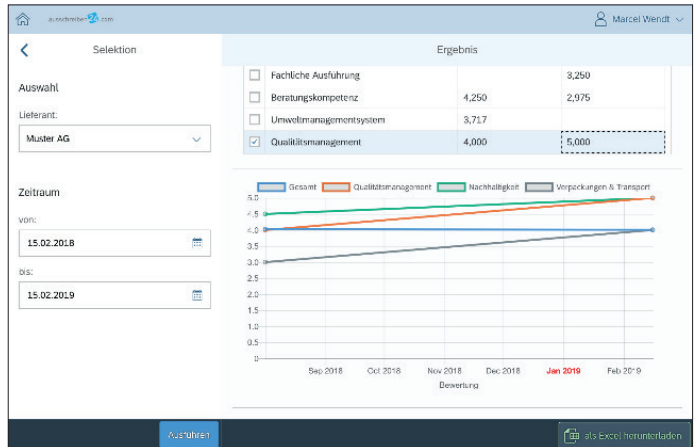 ausschreiben24.com
Marcel Wendt
Selektion
Ergebnis
Auswahl
Lieferant:
Muster AG
Zeitraum
von:
15.02.2018
bis:
15.02.2019
Ausführen
Fachliche Ausführung 3,250
Beratungskompetenz 4,250 2,975
Umweltmanagementsystem 3,717
Qualitätsmanagement 4,000 5,000
Gesamt Qualitätsmanagement Nachhaltigkeit Verpackungen & Transport
5.0
4.5
4.0
3.5
3.0
2.5
2.0
1.5
1.0
0.5
0
Sep 2018 Oct 2018 Nov 2018 Dec 2018 Jan 2019 Feb 2019
Bewertung
als Excel herunterladen